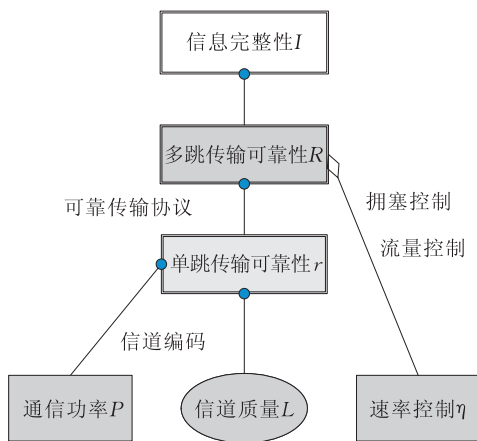 信息完整性I
多跳传输可靠性R
可靠传输协议
拥塞控制
流量控制
单跳传输可靠性r
信道编码
通信功率P
信道质量L
速率控制η